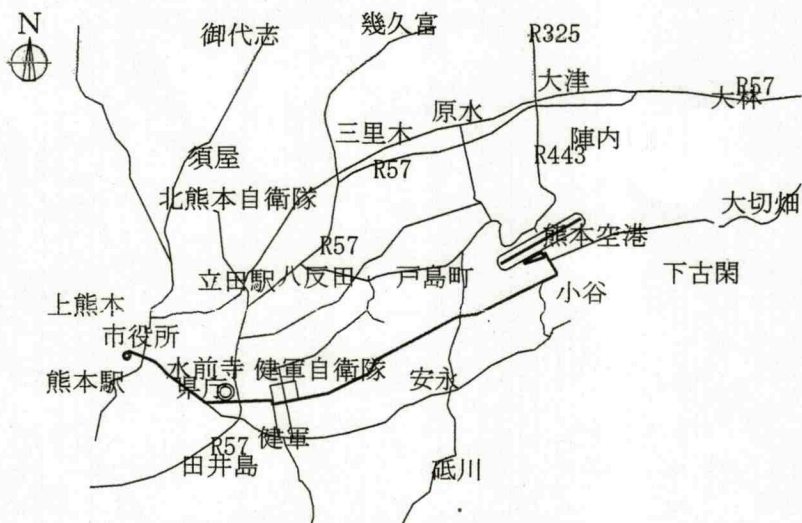 N
御代志
幾久富
R325
大津
R57
大林
原水
三里木
陣内
須屋
R57
R443
北熊本自衛隊
大切畑
R57
熊本空港
立田駅
八反田
戸島町
下古閑
小谷
上熊本
市役所
水前寺
健軍自衛隊
熊本駅
県庁
安永
健軍
R57
田井島
砥川